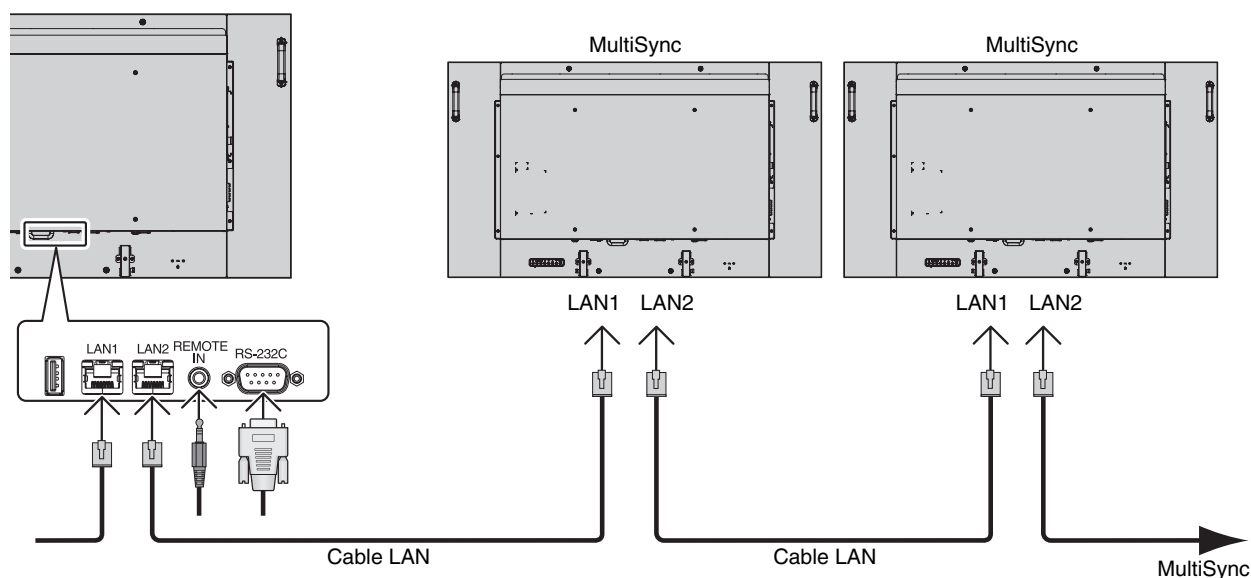 MultiSync
MultiSync
LAN1 LAN2
LAN1 LAN2
LAN1 LAN2 REMOTE
IN
RS-232C
Cable LAN
Cable LAN
MultiSync